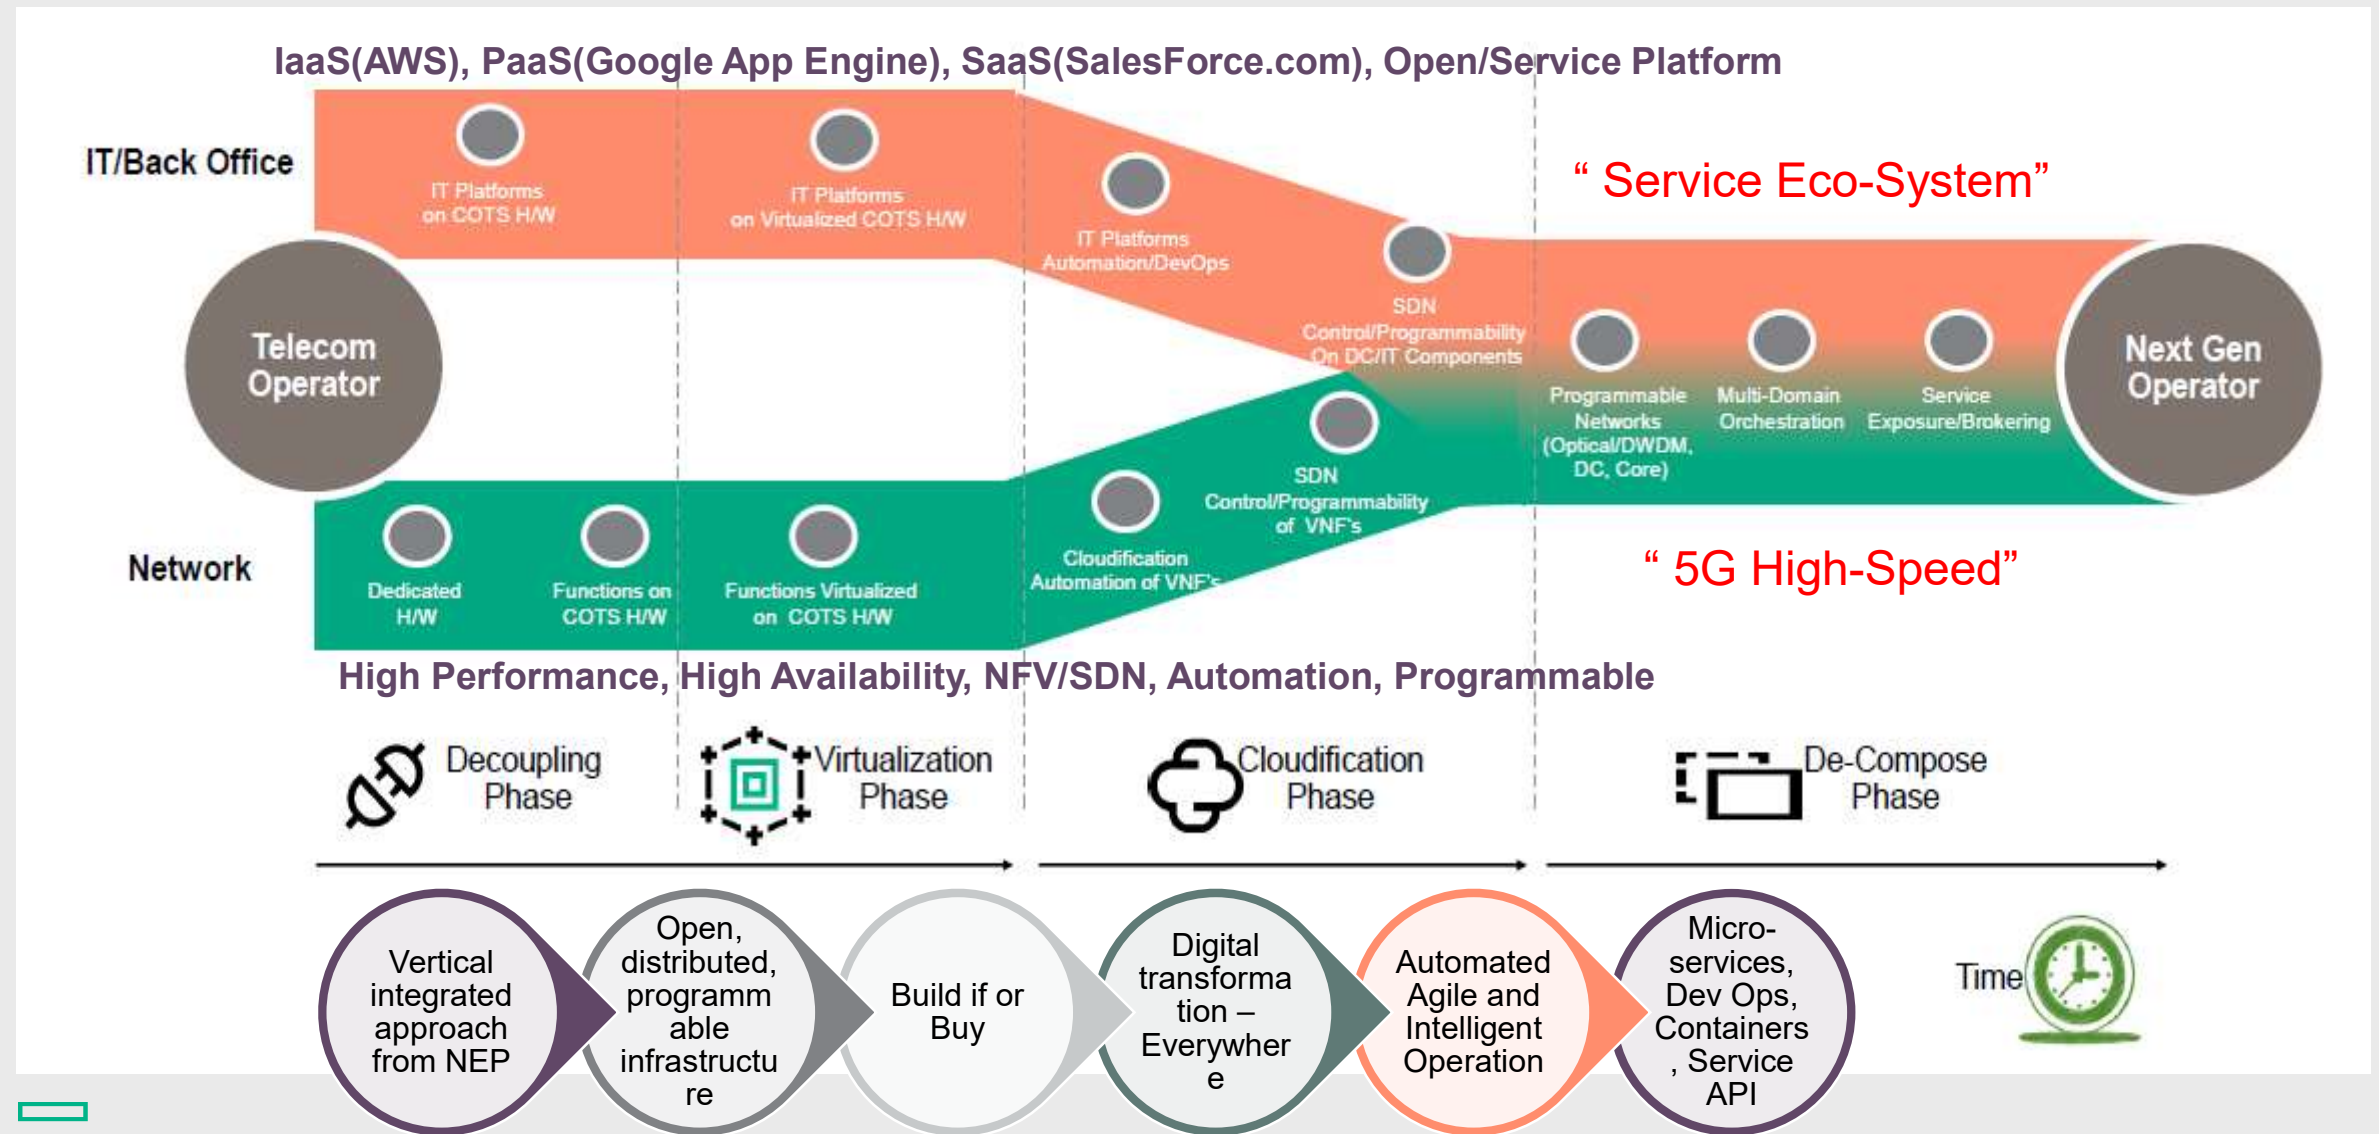 IaaS(AWS), PaaS(Google App Engine), SaaS(SalesForce.com), Open/Service Platform
IT/Back Office
IT Platforms
on COTS H/W
IT Platforms
on Virtualized COTS H/W
IT Platforms
Automation/DevOps
SDN
Control/Programmability
On DC/IT Components
“ Service Eco-System”
Telecom
Operator
Programmable
Networks
(Optical/DWDM,
DC, Core)
Multi-Domain
Orchestration
Service
Exposure/Brokering
Next Gen
Operator
Network
Dedicated
H/W
Functions on
COTS H/W
Functions Virtualized
on COTS H/W
Cloudification
Automation of VNF's
SDN
Control/Programmability
of VNF's
“ 5G High-Speed”
High Performance, High Availability, NFV/SDN, Automation, Programmable
Decoupling
Phase
Virtualization
Phase
Cloudification
Phase
De-Compose
Phase
Vertical
integrated
approach
from NEP
Open,
distributed,
programm
able
infrastructu
re
Build if or
Buy
Digital
transforma
tion –
Everywher
e
Automated
Agile and
Intelligent
Operation
Micro-
services,
Dev Ops,
Containers
, Service
API
Time